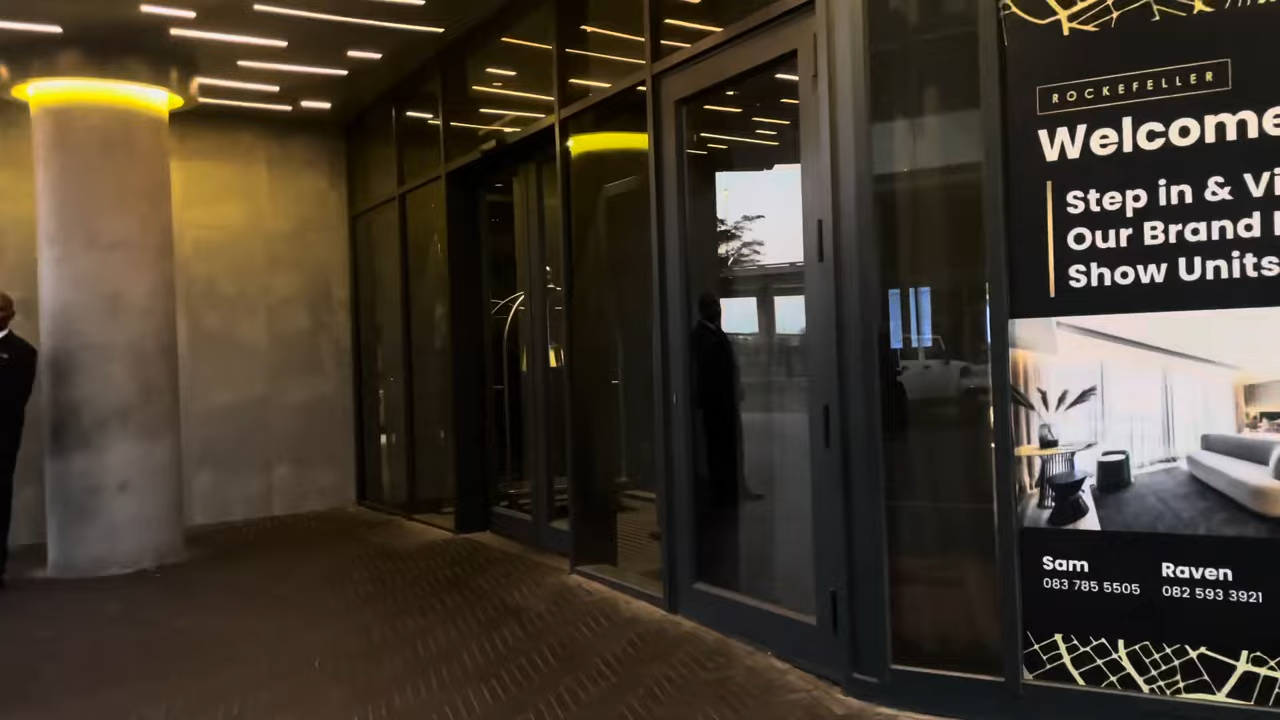 ROCKEFELLER
Welcome
Step in & Vi
Our Brand
Show Units
Sam
083 785 5505
Raven
082 593 3921